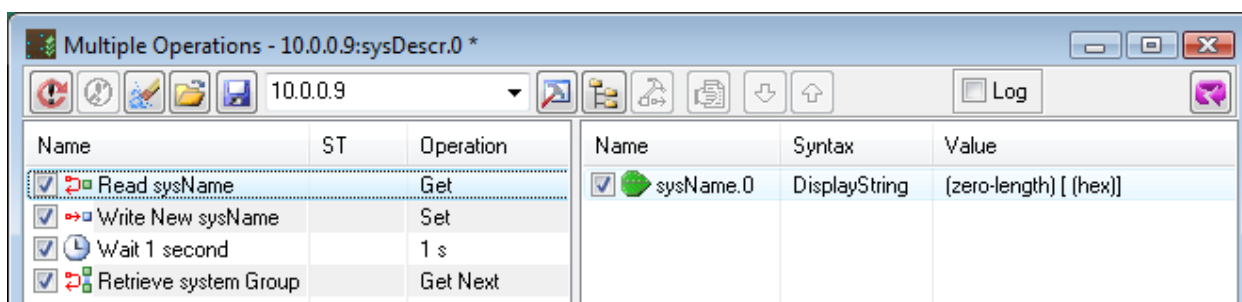 Multiple Operations - 10.0.0.9:sysDescr.0 *
10.0.0.9 Log
Name ST Operation Name Syntax Value
Read sysName Get sysName.0 DisplayString (zero-length) [ (hex)]
Write New sysName Set
Wait 1 second 1 s
Retrieve system Group Get Next